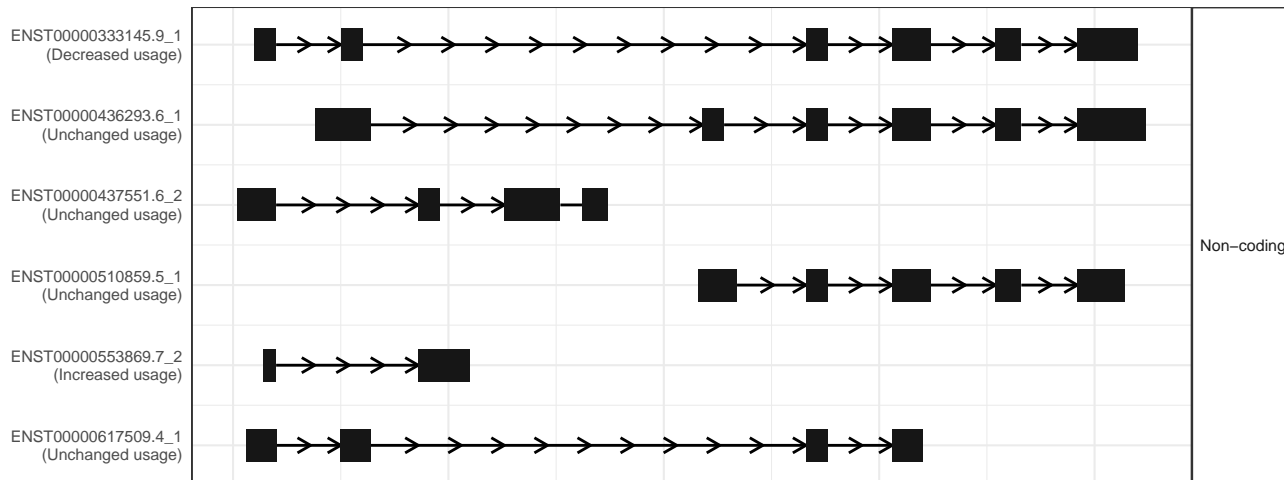 ENST00000333145.9_1
(Decreased usage)
ENST00000436293.6_1
(Unchanged usage)
ENST00000437551.6_2
(Unchanged usage)
Non−coding
ENST00000510859.5_1
(Unchanged usage)
ENST00000553869.7_2
(Increased usage)
ENST00000617509.4_1
(Unchanged usage)